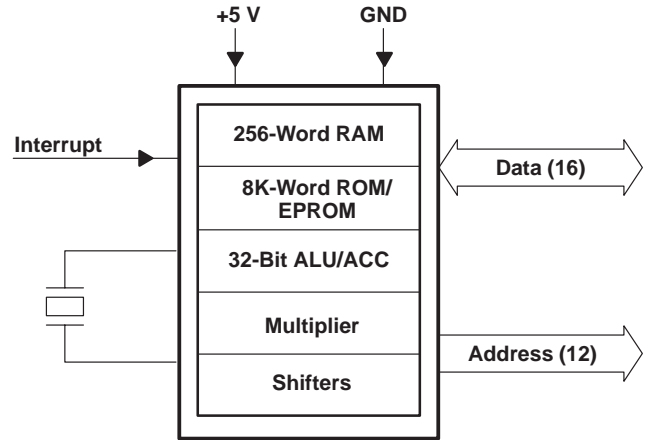 +5 V
GND
Interrupt
256-Word RAM
8K-Word ROM/
EPROM
32-Bit ALU/ACC
Multiplier
Shifters
Data (16)
Address (12)